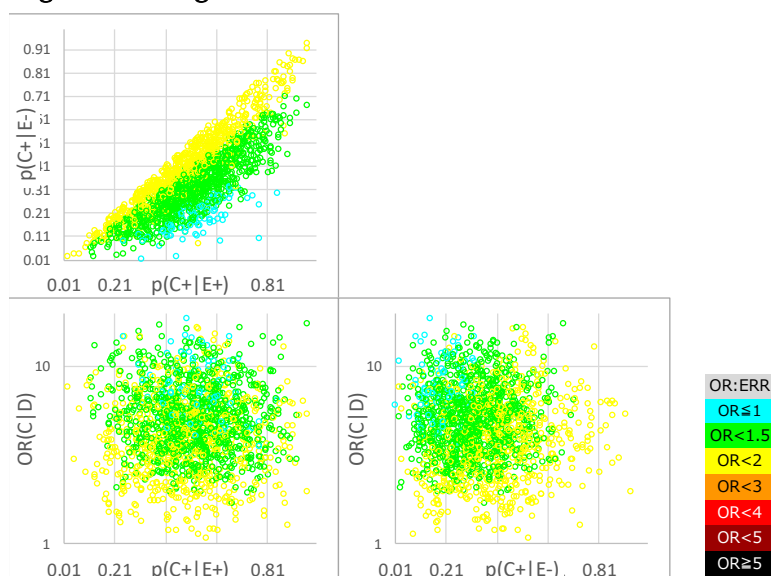 0.91
0.81
0.71
0.31
0.21
0.11
0.01
p(C+|E-)
0.01 0.21 p(C+|E+) 0.81
10
1
OR(C|D)
0.01 0.21 p(C+|E+) 0.81
10
1
OR(C|D)
0.01 0.21 p(C+|E-) 0.81
OR:ERR
OR≦1
OR<1.5
OR<2
OR<3
OR<4
OR<5
OR≧5